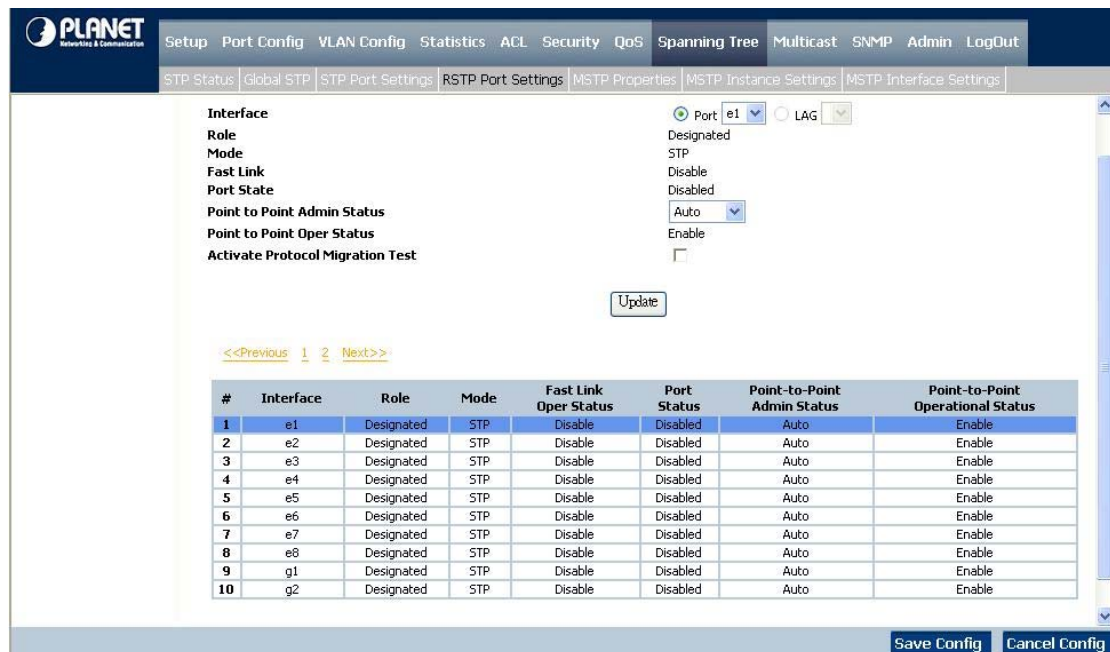 PLANET
Networking & Communication
Setup Port Config VLAN Config Statistics ACL Security QoS Spanning Tree Multicast SNMP Admin LogOut
STP Status Global STP STP Port Settings RSTP Port Settings MSTP Properties MSTP Instance Settings MSTP Interface Settings
Interface Port e1 LAG
Role Designated
Mode STP
Fast Link Disable
Port State Disabled
Point to Point Admin Status Auto
Point to Point Oper Status Enable
Activate Protocol Migration Test
Update
<<Previous 1 2 Next>>
# Interface Role Mode Fast Link Oper Status Port Status Point-to-Point Admin Status Point-to-Point Operational Status
1 e1 Designated STP Disable Disabled Auto Enable
2 e2 Designated STP Disable Disabled Auto Enable
3 e3 Designated STP Disable Disabled Auto Enable
4 e4 Designated STP Disable Disabled Auto Enable
5 e5 Designated STP Disable Disabled Auto Enable
6 e6 Designated STP Disable Disabled Auto Enable
7 e7 Designated STP Disable Disabled Auto Enable
8 e8 Designated STP Disable Disabled Auto Enable
9 g1 Designated STP Disable Disabled Auto Enable
10 g2 Designated STP Disable Disabled Auto Enable
Save Config Cancel Config